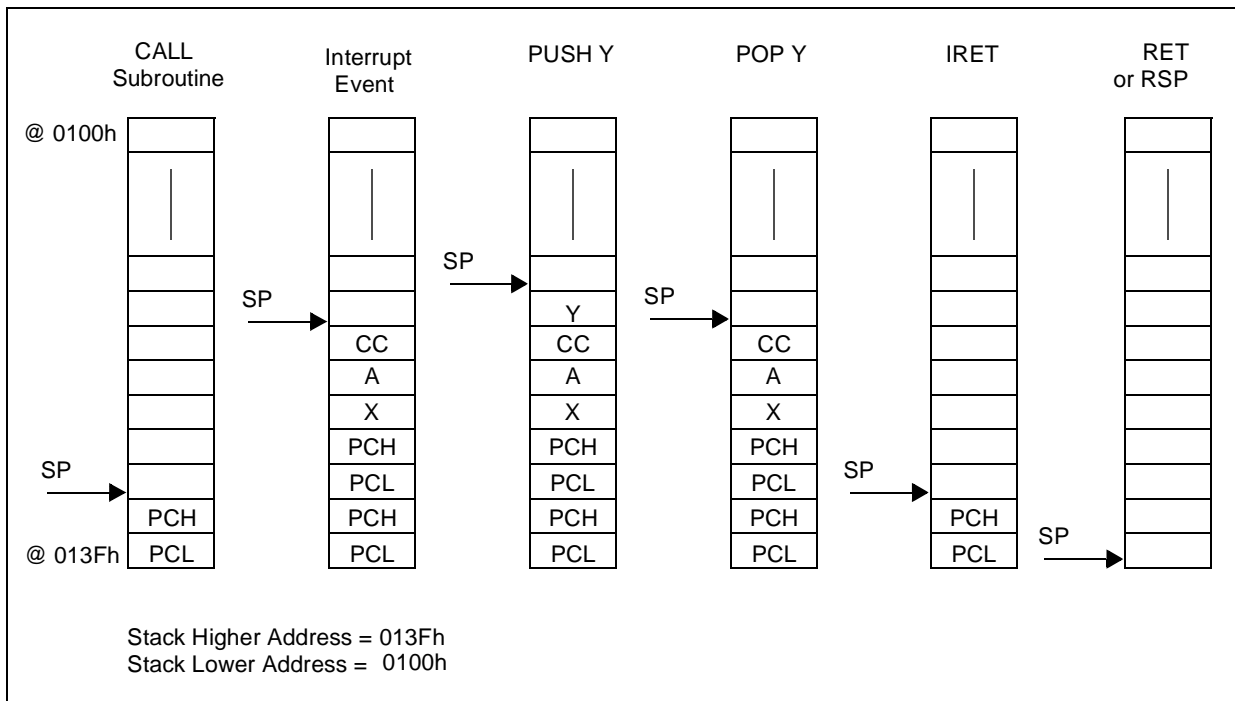 CALL
Subroutine
Interrupt
Event
PUSH Y
POP Y
IRET
RET
or RSP
@ 0100h
SP
PCH
@ 013Fh
PCL
SP
CC
A
X
PCH
PCL
PCH
PCL
SP
Y
CC
A
X
PCH
PCL
PCH
PCL
SP
CC
A
X
PCH
PCL
PCH
PCL
SP
PCH
PCL
SP
Stack Higher Address = 013Fh
Stack Lower Address = 0100h